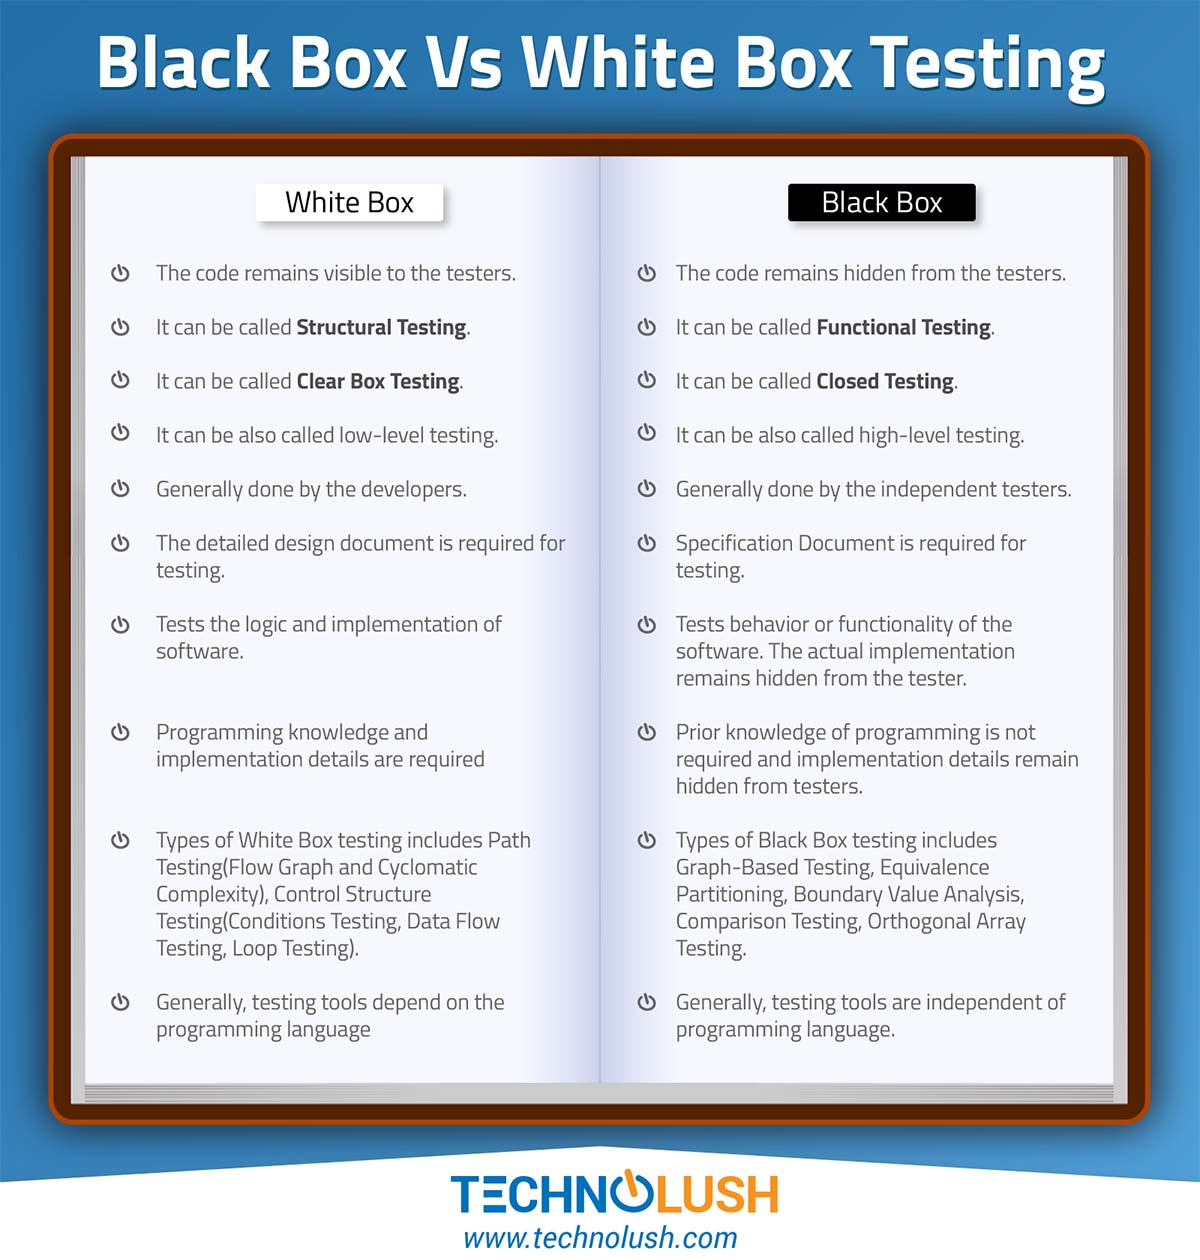 Black Box Vs White Box Testing
White Box
The code remains visible to the testers.
It can be called Structural Testing.
It can be called Clear Box Testing.
It can be also called low-level testing.
Generally done by the developers.
The detailed design document is required for
testing.
Tests the logic and implementation of
software.
Programming knowledge and
implementation details are required
Types of White Box testing includes Path
Testing(Flow Graph and Cyclomatic
Complexity), Control Structure
Testing(Conditions Testing, Data Flow
Testing, Loop Testing).
Generally, testing tools depend on the
programming language
Black Box
The code remains hidden from the testers.
It can be called Functional Testing.
It can be called Closed Testing.
It can be also called high-level testing.
Generally done by the independent testers.
Specification Document is required for
testing.
Tests behavior or functionality of the
software. The actual implementation
remains hidden from the tester.
Prior knowledge of programming is not
required and implementation details remain
hidden from testers.
Types of Black Box testing includes
Graph-Based Testing, Equivalence
Partitioning, Boundary Value Analysis,
Comparison Testing, Orthogonal Array
Testing.
Generally, testing tools are independent of
programming language.
TECHNOLUSH
www.technolush.com